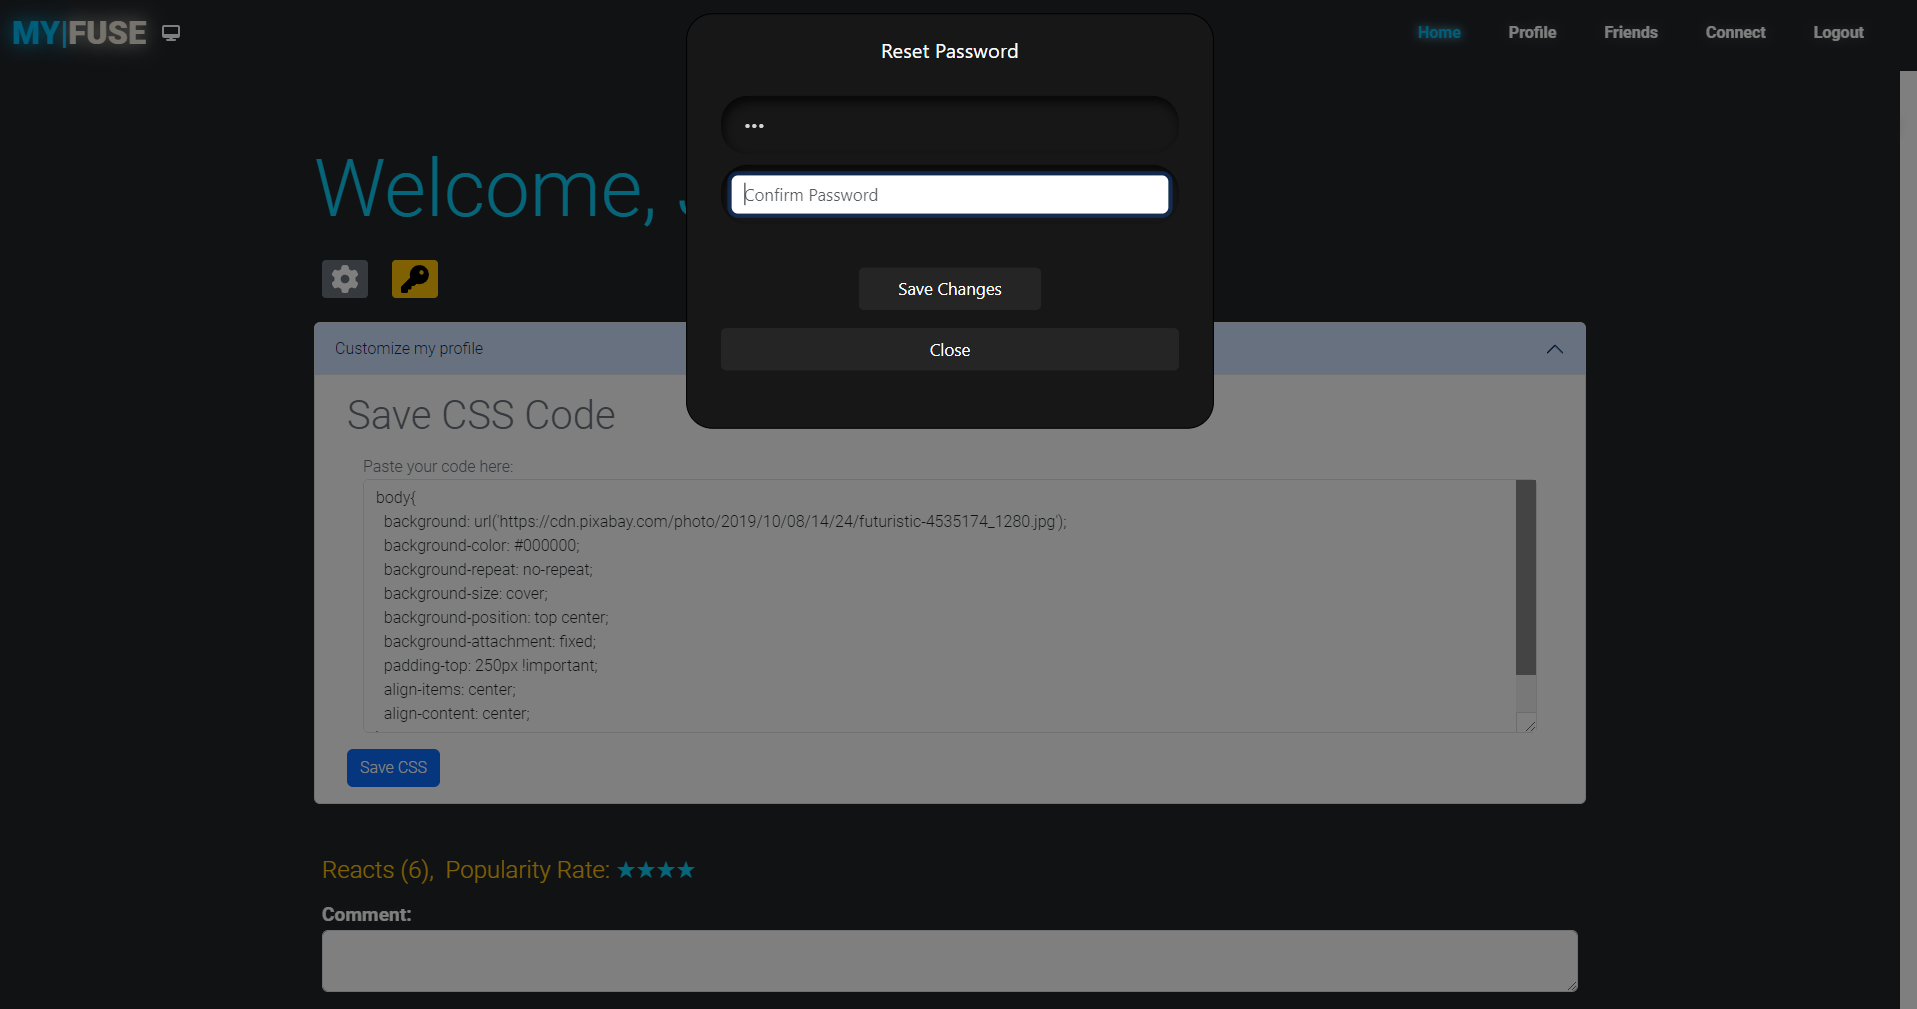 MY|FUSE
Home Profile Friends Connect Logout
Reset Password
•••
Confirm Password
Save Changes
Close
Welcome,
Customize my profile
Save CSS Code
Paste your code here:
body{
background: url('https://cdn.pixabay.com/photo/2019/10/08/14/24/futuristic-4535174_1280.jpg');
background-color: #000000;
background-repeat: no-repeat;
background-size: cover;
background-position: top center;
background-attachment: fixed;
padding-top: 250px !important;
align-items: center;
align-content: center;
Save CSS
Reacts (6), Popularity Rate: ★★★★
Comment: